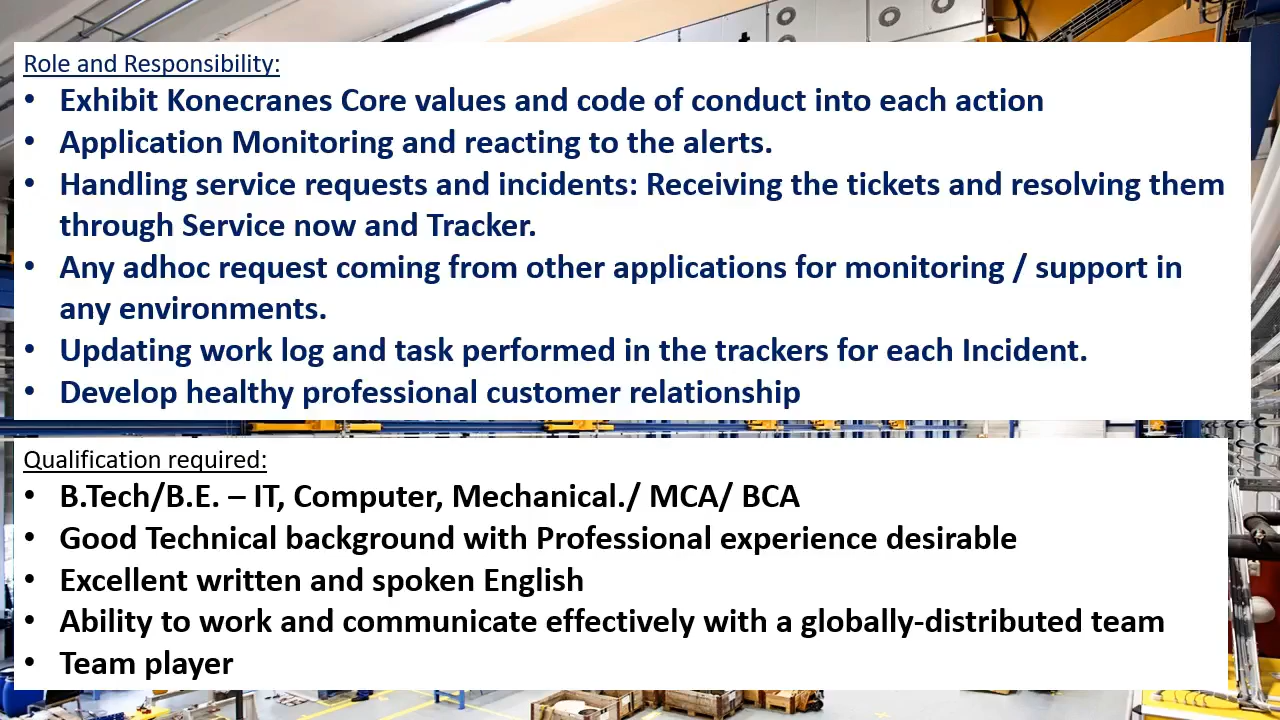 Role and Responsibility:
• Exhibit Konecranes Core values and code of conduct into each action
• Application Monitoring and reacting to the alerts.
• Handling service requests and incidents: Receiving the tickets and resolving them
through Service now and Tracker.
• Any adhoc request coming from other applications for monitoring / support in
any environments.
• Updating work log and task performed in the trackers for each Incident.
• Develop healthy professional customer relationship
Qualification required:
• B.Tech/B.E. – IT, Computer, Mechanical./ MCA/ BCA
• Good Technical background with Professional experience desirable
• Excellent written and spoken English
• Ability to work and communicate effectively with a globally-distributed team
• Team player